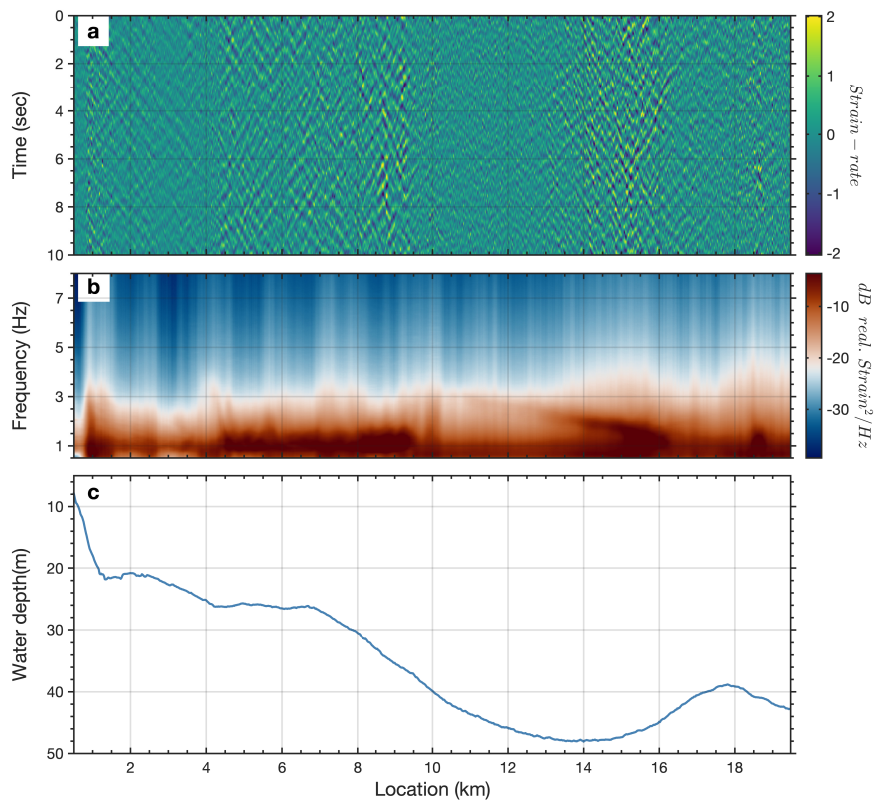 a
0
2
4
6
8
10
Time (sec)
2
1
0
-1
-2
Strain – rate
b
7
5
3
1
Frequency (Hz)
-10
-20
-30
dB real. Strain²/Hz
c
10
20
30
40
50
Water depth(m)
2 4 6 8 10 12 14 16 18
Location (km)